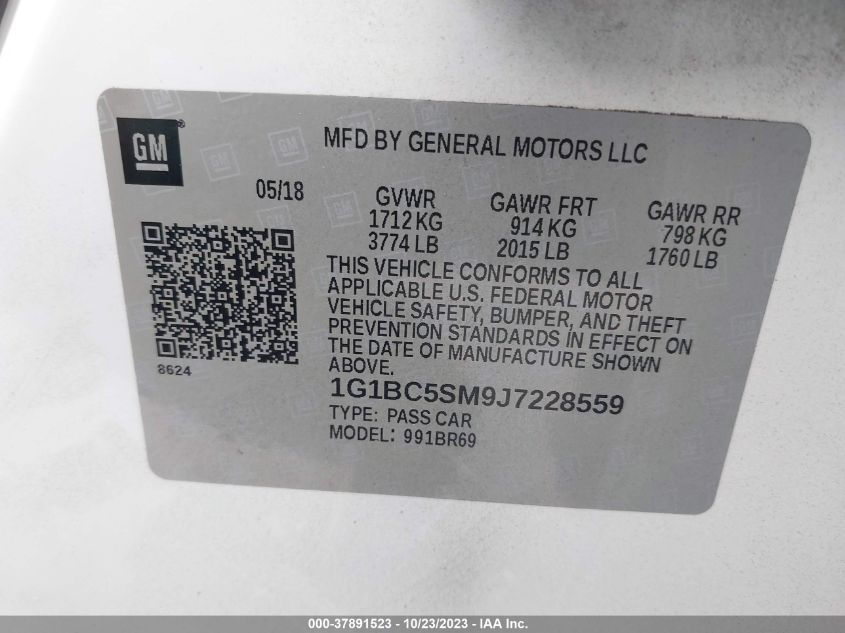 GM®
MFD BY GENERAL MOTORS LLC
05/18
GVWR
1712 KG
3774 LB
GAWR FRT
914 KG
2015 LB
GAWR RR
798 KG
1760 LB
THIS VEHICLE CONFORMS TO ALL
APPLICABLE U.S. FEDERAL MOTOR
VEHICLE SAFETY, BUMPER, AND THEFT
PREVENTION STANDARDS IN EFFECT ON
THE DATE OF MANUFACTURE SHOWN
ABOVE.
8624
1G1BC5SM9J7228559
TYPE: PASS CAR
MODEL: 991BR69
000-37891523 - 10/23/2023 - IAA Inc.